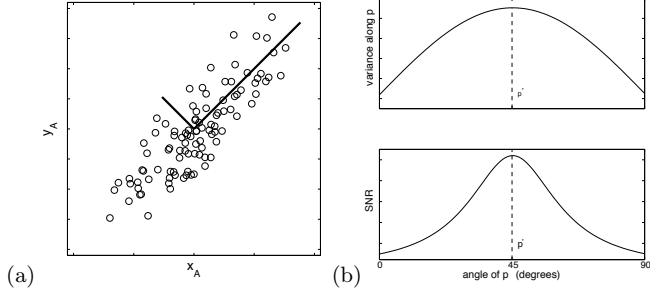 y_A
x_A
(a)
variance along p
p*
SNR
p*
0 45 90
angle of p (degrees)
(b)